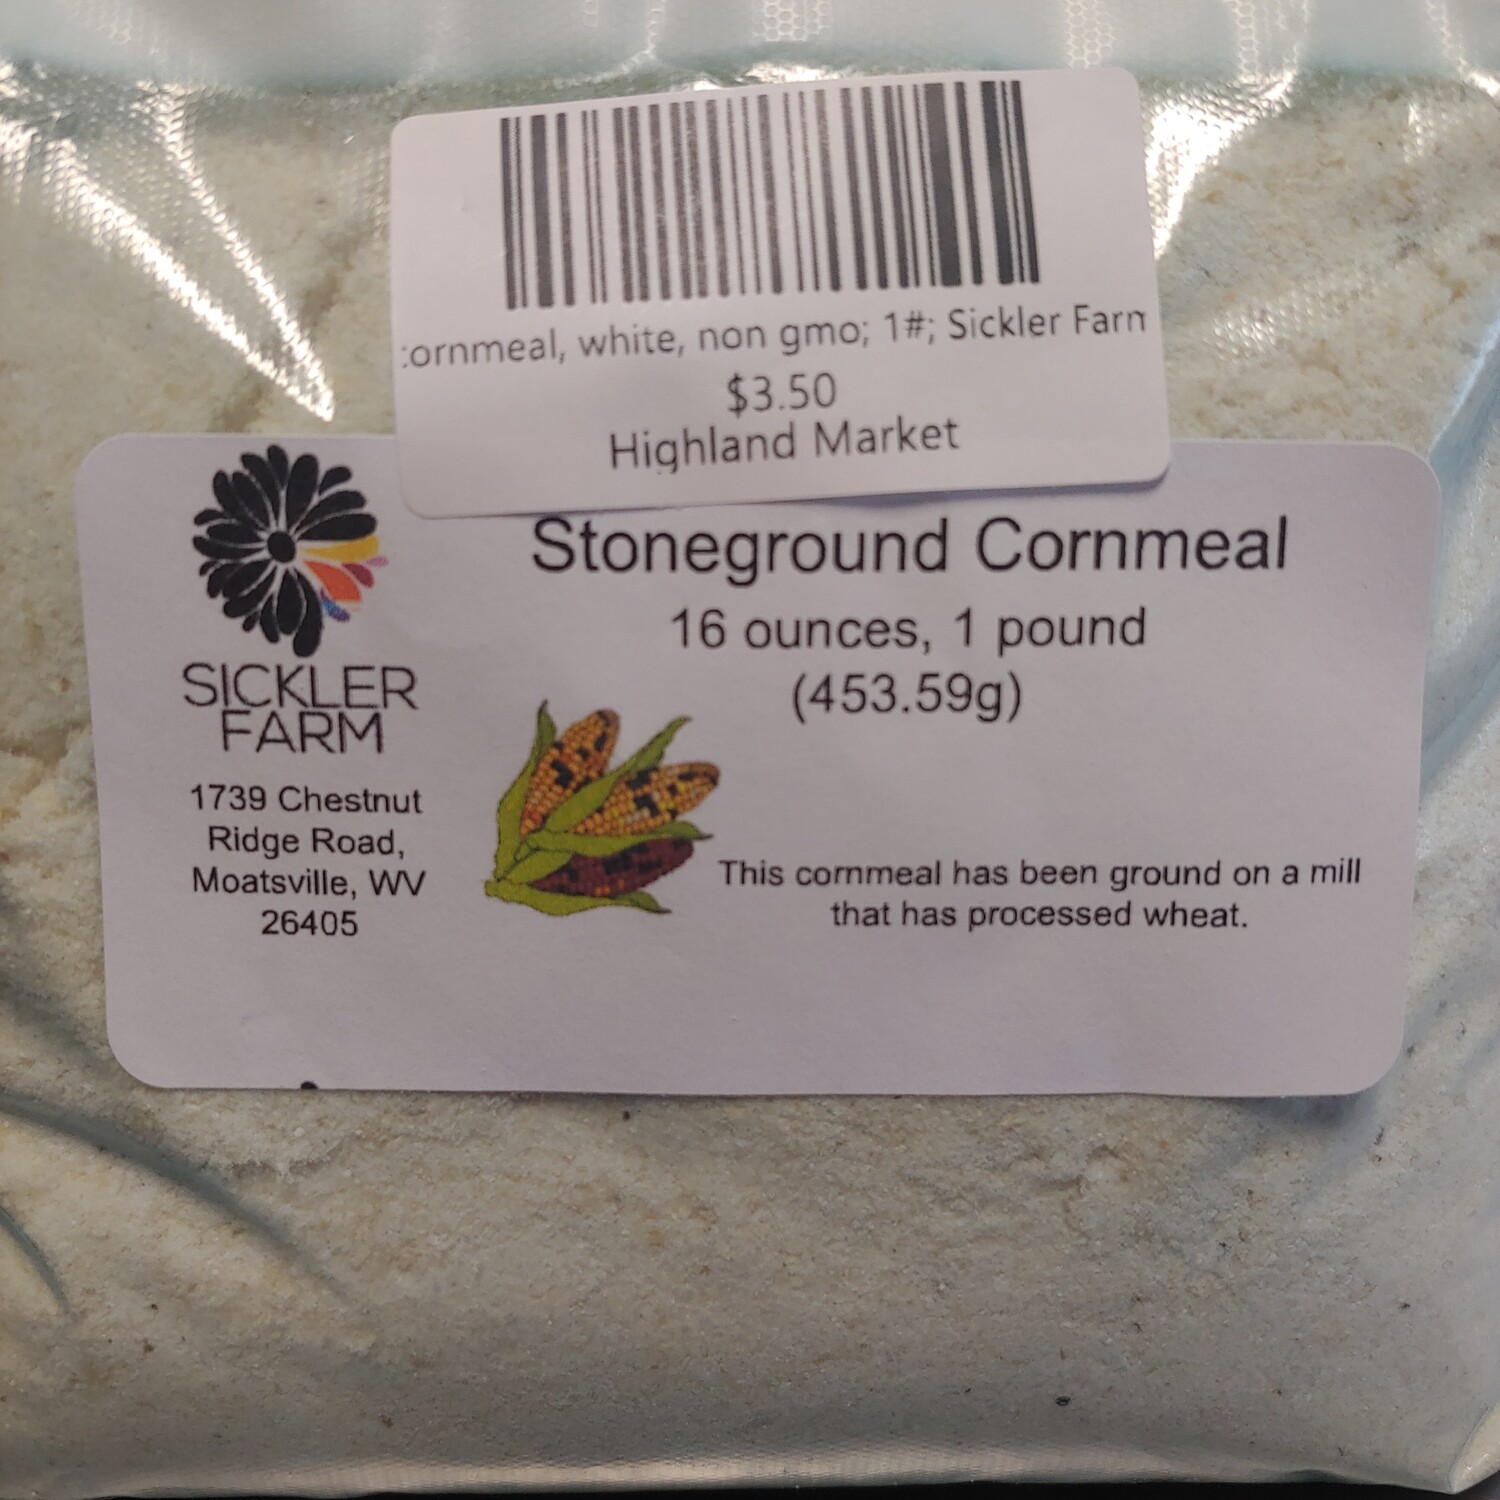 :ornmeal, white, non gmo; 1#; Sickler Farm
$3.50
Highland Market
Stoneground Cornmeal
16 ounces, 1 pound
(453.59g)
SICKLER
FARM
1739 Chestnut
Ridge Road,
Moatsville, WV
26405
This cornmeal has been ground on a mill
that has processed wheat.